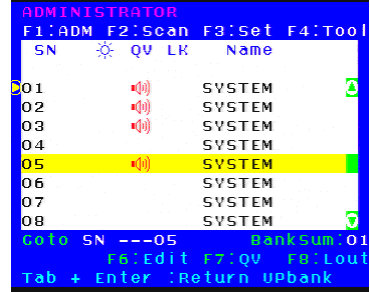 ADMINISTRATOR
F1:ADM F2:Scan F3:Set F4:Tool
SN QV LK Name
01 SYSTEM
02 SYSTEM
03 SYSTEM
04 SYSTEM
05 SYSTEM
06 SYSTEM
07 SYSTEM
08 SYSTEM
Goto SN ---05 BankSum:01
F6:Edit F7:QV F8:Lout
Tab + Enter :Return UPbank